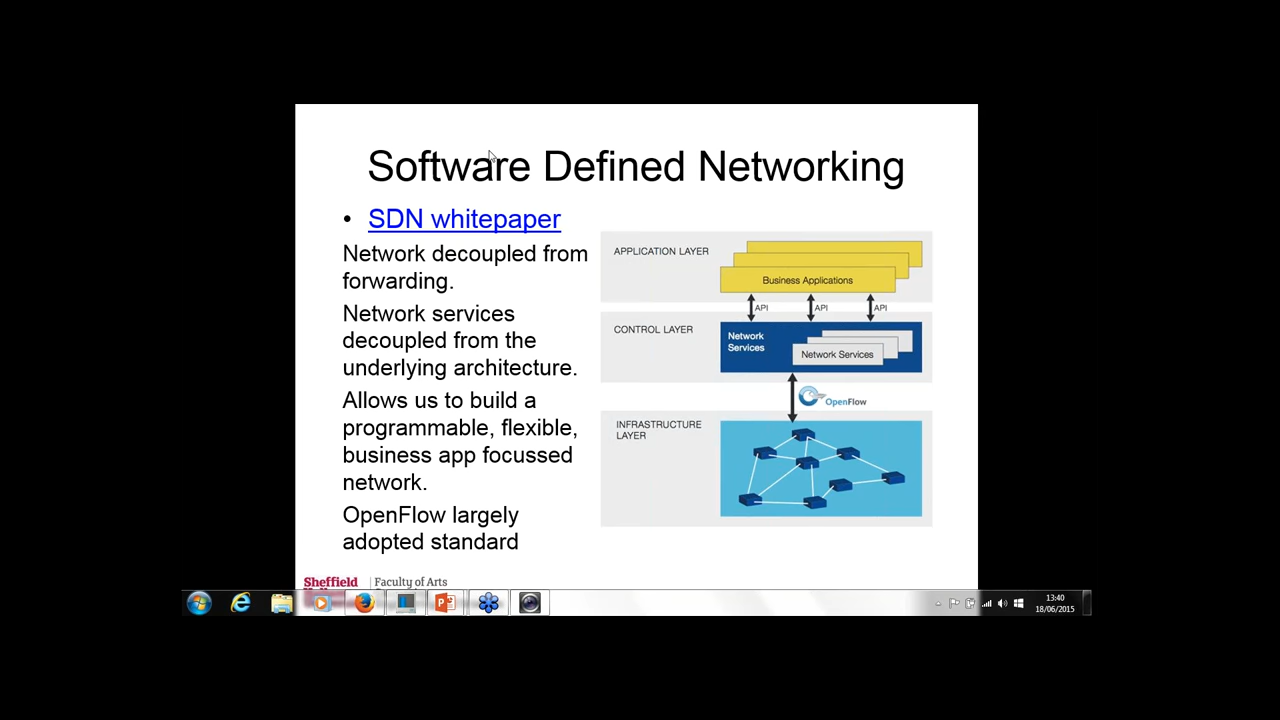 Software Defined Networking
• SDN whitepaper
Network decoupled from
forwarding.
Network services
decoupled from the
underlying architecture.
Allows us to build a
programmable, flexible,
business app focussed
network.
OpenFlow largely
adopted standard
APPLICATION LAYER
Business Applications
API
API
API
CONTROL LAYER
Network
Services
Network Services
OpenFlow
INFRASTRUCTURE
LAYER
Sheffield
Faculty of Arts
13:40
18/06/2015